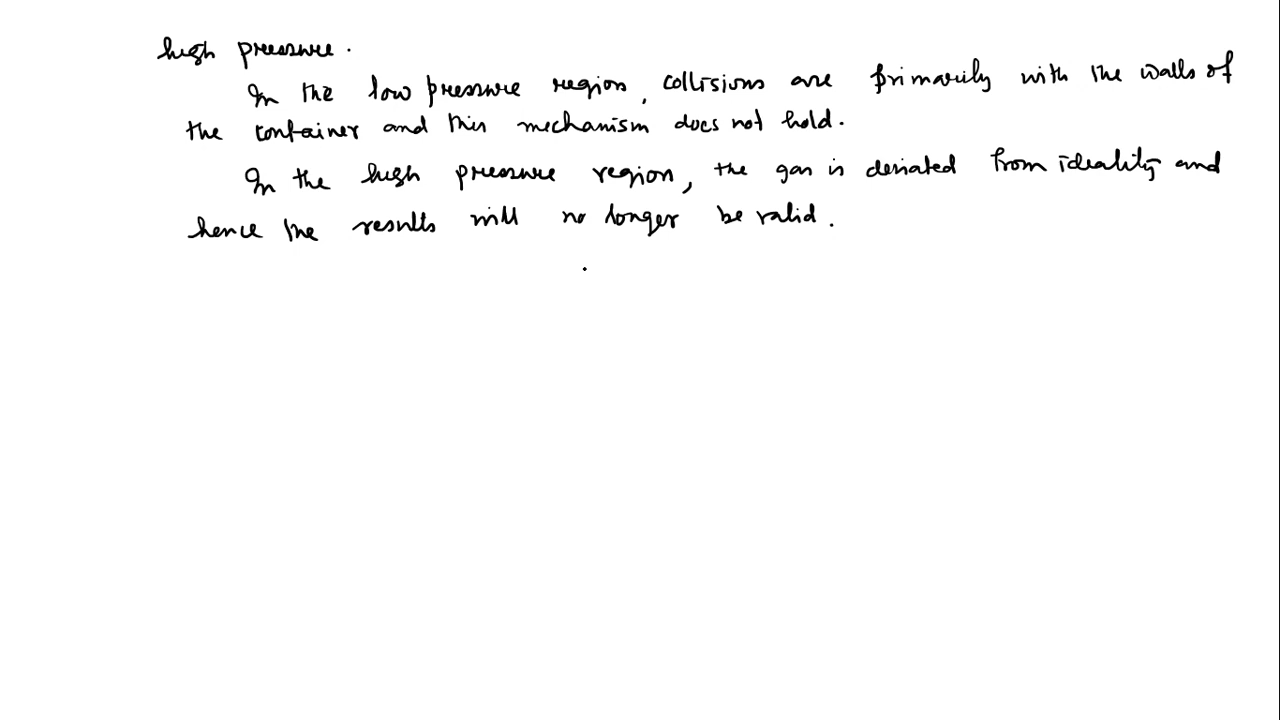 high pressure.
In the low pressure region, collisions are primarily with the walls of
the container and this mechanism does not hold.
In the high pressure region, the gas is deviated from ideality and
hence the results will no longer be valid.